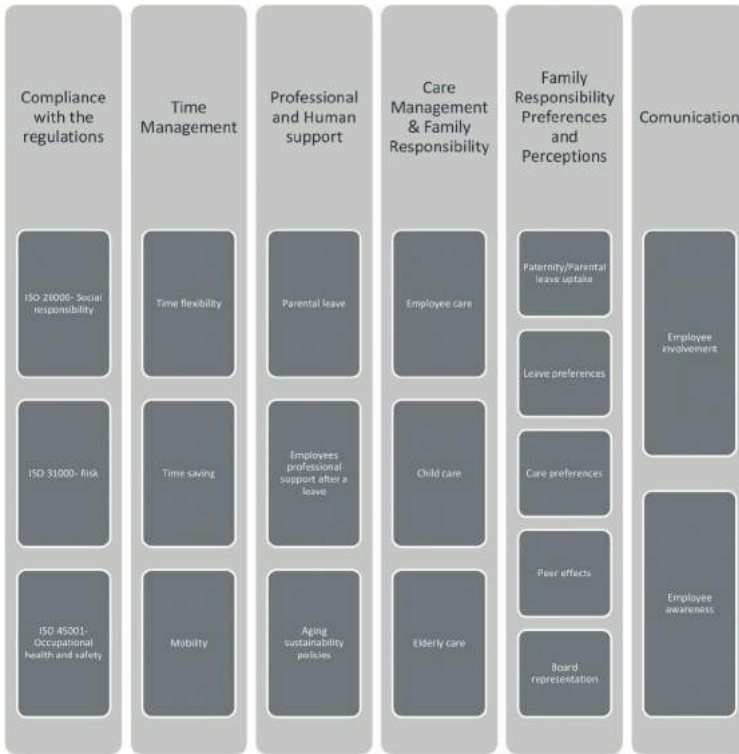 Compliance
with the
regulations
ISO 26000- Social
responsibility
ISO 31000- Risk
ISO 45001-
Occupational
health and safety
Time
Management
Time flexibility
Time saving
Mobility
Professional
and Human
support
Parental leave
Employees
professional
support after a
leave
Aging
sustainability
policies
Care
Management
& Family
Responsibility
Employee care
Child care
Elderly care
Family
Responsibility
Preferences
and
Perceptions
Paternity/Parental
leave uptake
Leave preferences
Care preferences
Peer effects
Board
representation
Comunication
Employee
involvement
Employee
awareness